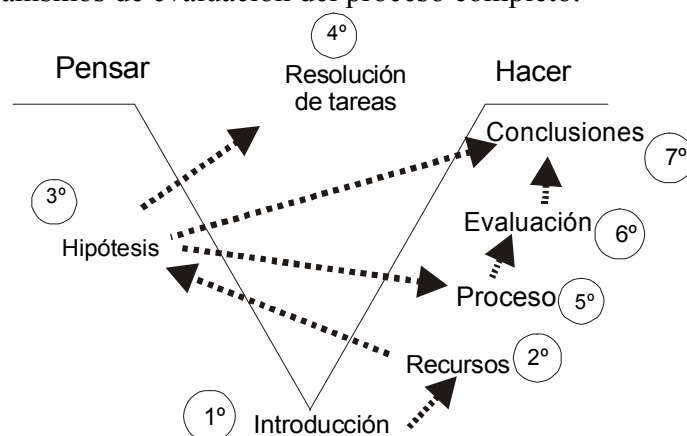 anismos de evaluación del proceso completo.
4º
Pensar
Hacer
Resolución
de tareas
Conclusiones
7º
3º
Evaluación
6º
Hipótesis
Proceso
5º
Recursos
2º
1º
Introducción